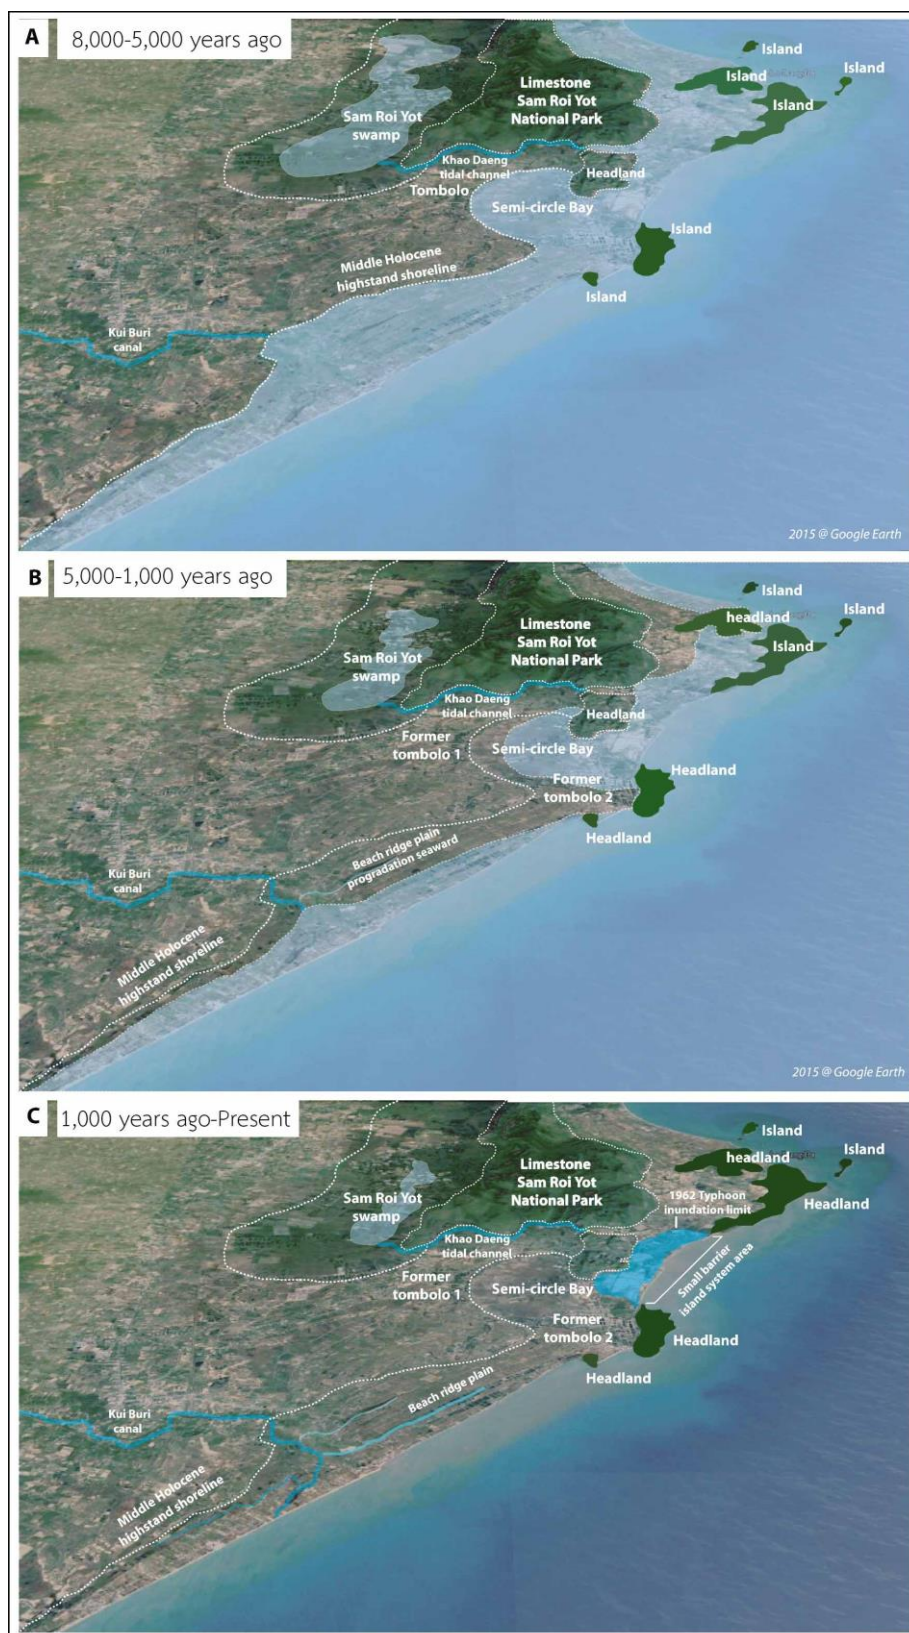 A
8,000-5,000 years ago
Island
Island
Island
Island
Limestone
Sam Roi Yot
National Park
Sam Roi Yot
swamp
Khao Daeng
tidal channel
Headland
Tombolo
Semi-circle Bay
Island
Middle Holocene
highstand shoreline
Island
Kui Buri
canal
2015 @ Google Earth
B
5,000-1,000 years ago
Island
headland
Island
Island
Limestone
Sam Roi Yot
National Park
Sam Roi Yot
swamp
Khao Daeng
tidal channel
Headland
Former
tombolo 1
Semi-circle Bay
Headland
Former
tombolo 2
Headland
Beach ridge plain
progradation seaward
Kui Buri
canal
Middle Holocene
highstand shoreline
2015 @ Google Earth
C
1,000 years ago-Present
Island
headland
Island
Limestone
Sam Roi Yot
National Park
1962 Typhoon
inundation limit
Headland
Sam Roi Yot
swamp
Khao Daeng
tidal channel
Small barrier
island system area
Former
tombolo 1
Semi-circle Bay
Former
tombolo 2
Headland
Headland
Beach ridge plain
Kui Buri
canal
Middle Holocene
highstand shoreline